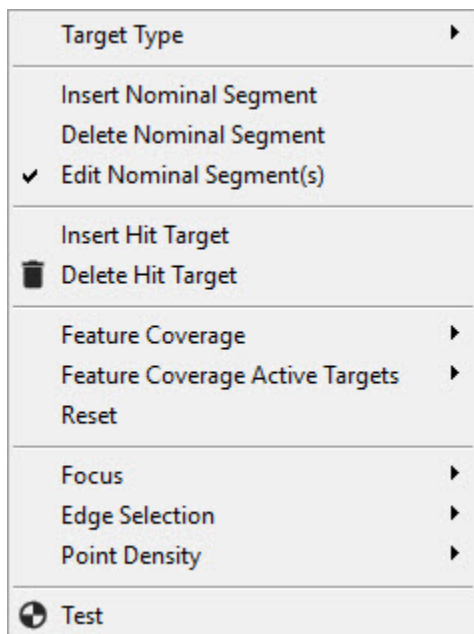 Target Type
Insert Nominal Segment
Delete Nominal Segment
Edit Nominal Segment(s)
Insert Hit Target
Delete Hit Target
Feature Coverage
Feature Coverage Active Targets
Reset
Focus
Edge Selection
Point Density
Test